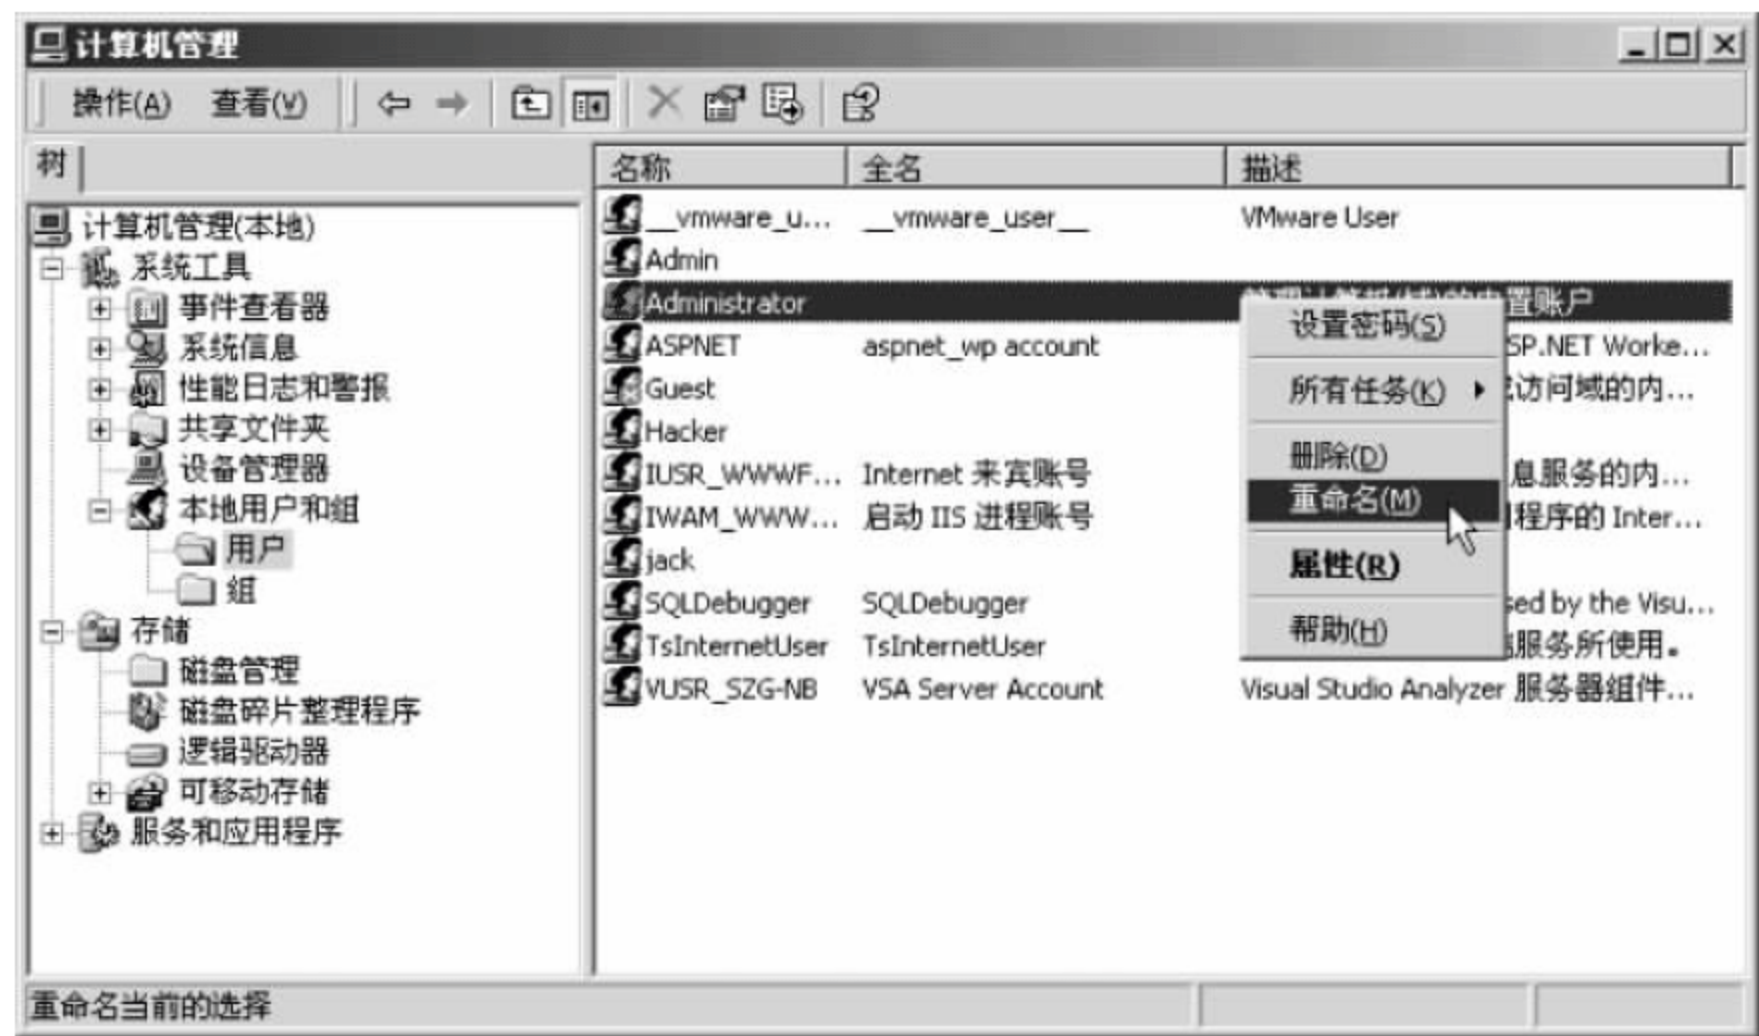 计算机管理
操作(A) 查看(V)
树
名称 全名 描述
计算机管理(本地)
系统工具
事件查看器
系统信息
性能日志和警报
共享文件夹
设备管理器
本地用户和组
用户
组
存储
磁盘管理
磁盘碎片整理程序
逻辑驱动器
可移动存储
服务和应用程序
__vmware_u... __vmware_user__ VMware User
Admin
Administrator 管理计算机(域)的内置账户
ASPNET aspnet_wp account SP.NET Worke...
Guest 访问域的内...
Hacker
IUSR_WWWF... Internet 来宾账号 息服务的内...
IWAM_WWW... 启动 IIS 进程账号 程序的 Inter...
jack
SQLDebugger SQLDebugger sed by the Visu...
TsInternetUser TsInternetUser 服务所使用。
VUSR_SZG-NB VSA Server Account Visual Studio Analyzer 服务器组件...
设置密码(S)
所有任务(K)
删除(D)
重命名(M)
属性(R)
帮助(H)
重命名当前的选择